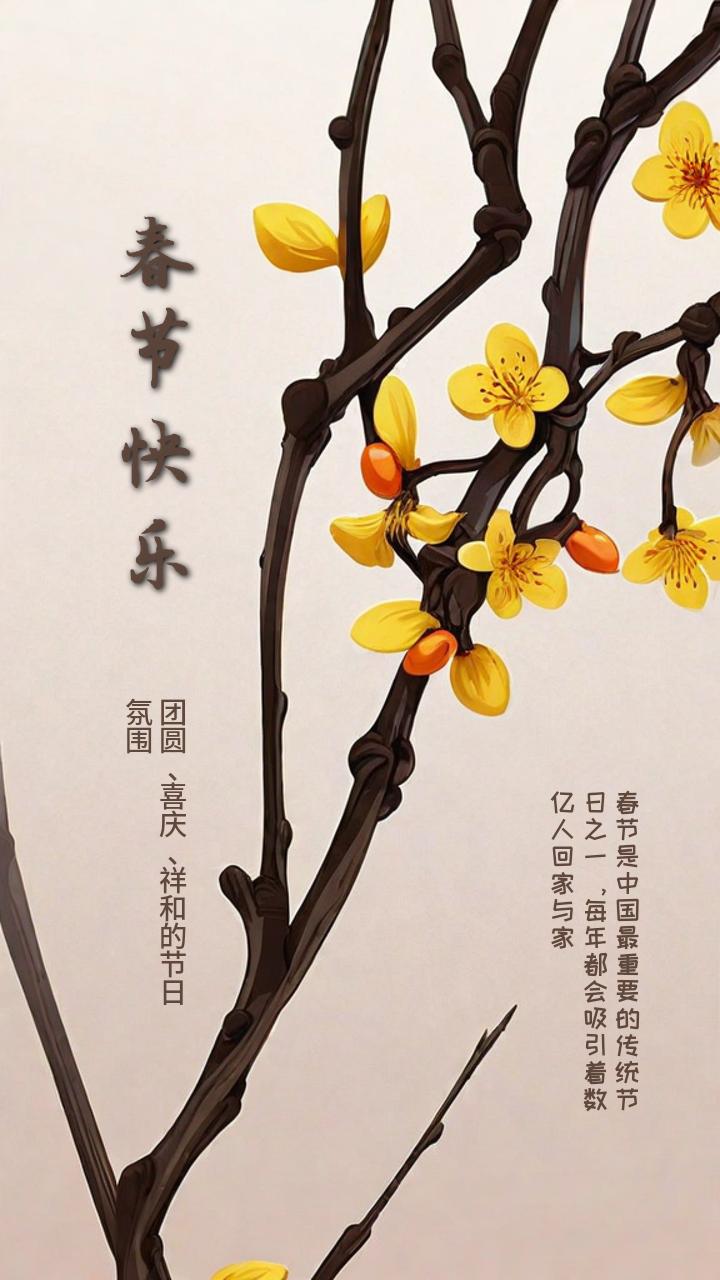 春节快乐
团圆、喜庆、祥和的节日
氛围
春节是中国最重要的传统节
日之一,每年都会吸引着数
亿人回家与家